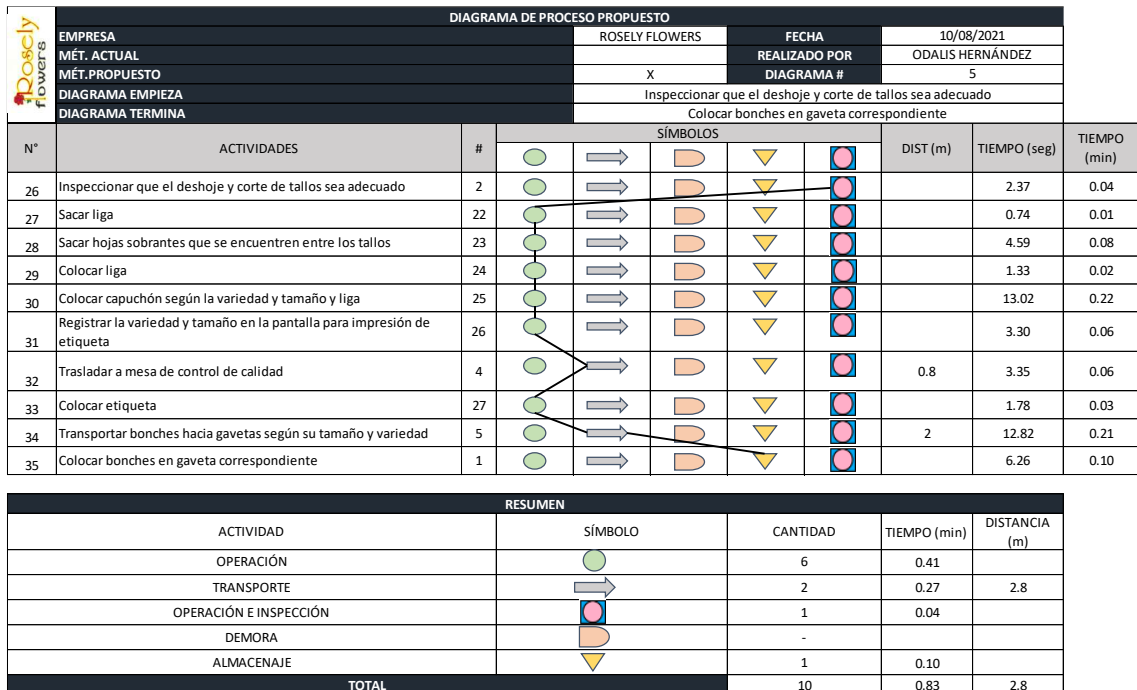 Rosely
flowers
DIAGRAMA DE PROCESO PROPUESTO
EMPRESA ROSELY FLOWERS FECHA 10/08/2021
MÉT. ACTUAL REALIZADO POR ODALIS HERNÁNDEZ
MÉT.PROPUESTO X DIAGRAMA # 5
DIAGRAMA EMPIEZA Inspeccionar que el deshoje y corte de tallos sea adecuado
DIAGRAMA TERMINA Colocar bonches en gaveta correspondiente
N° ACTIVIDADES # SÍMBOLOS DIST (m) TIEMPO (seg) TIEMPO (min)
26 Inspeccionar que el deshoje y corte de tallos sea adecuado 2 2.37 0.04
27 Sacar liga 22 0.74 0.01
28 Sacar hojas sobrantes que se encuentren entre los tallos 23 4.59 0.08
29 Colocar liga 24 1.33 0.02
30 Colocar capuchón según la variedad y tamaño y liga 25 13.02 0.22
31 Registrar la variedad y tamaño en la pantalla para impresión de etiqueta 26 3.30 0.06
32 Trasladar a mesa de control de calidad 4 0.8 3.35 0.06
33 Colocar etiqueta 27 1.78 0.03
34 Transportar bonches hacia gavetas según su tamaño y variedad 5 2 12.82 0.21
35 Colocar bonches en gaveta correspondiente 1 6.26 0.10
RESUMEN
ACTIVIDAD SÍMBOLO CANTIDAD TIEMPO (min) DISTANCIA (m)
OPERACIÓN 6 0.41
TRANSPORTE 2 0.27 2.8
OPERACIÓN E INSPECCIÓN 1 0.04
DEMORA -
ALMACENAJE 1 0.10
TOTAL 10 0.83 2.8